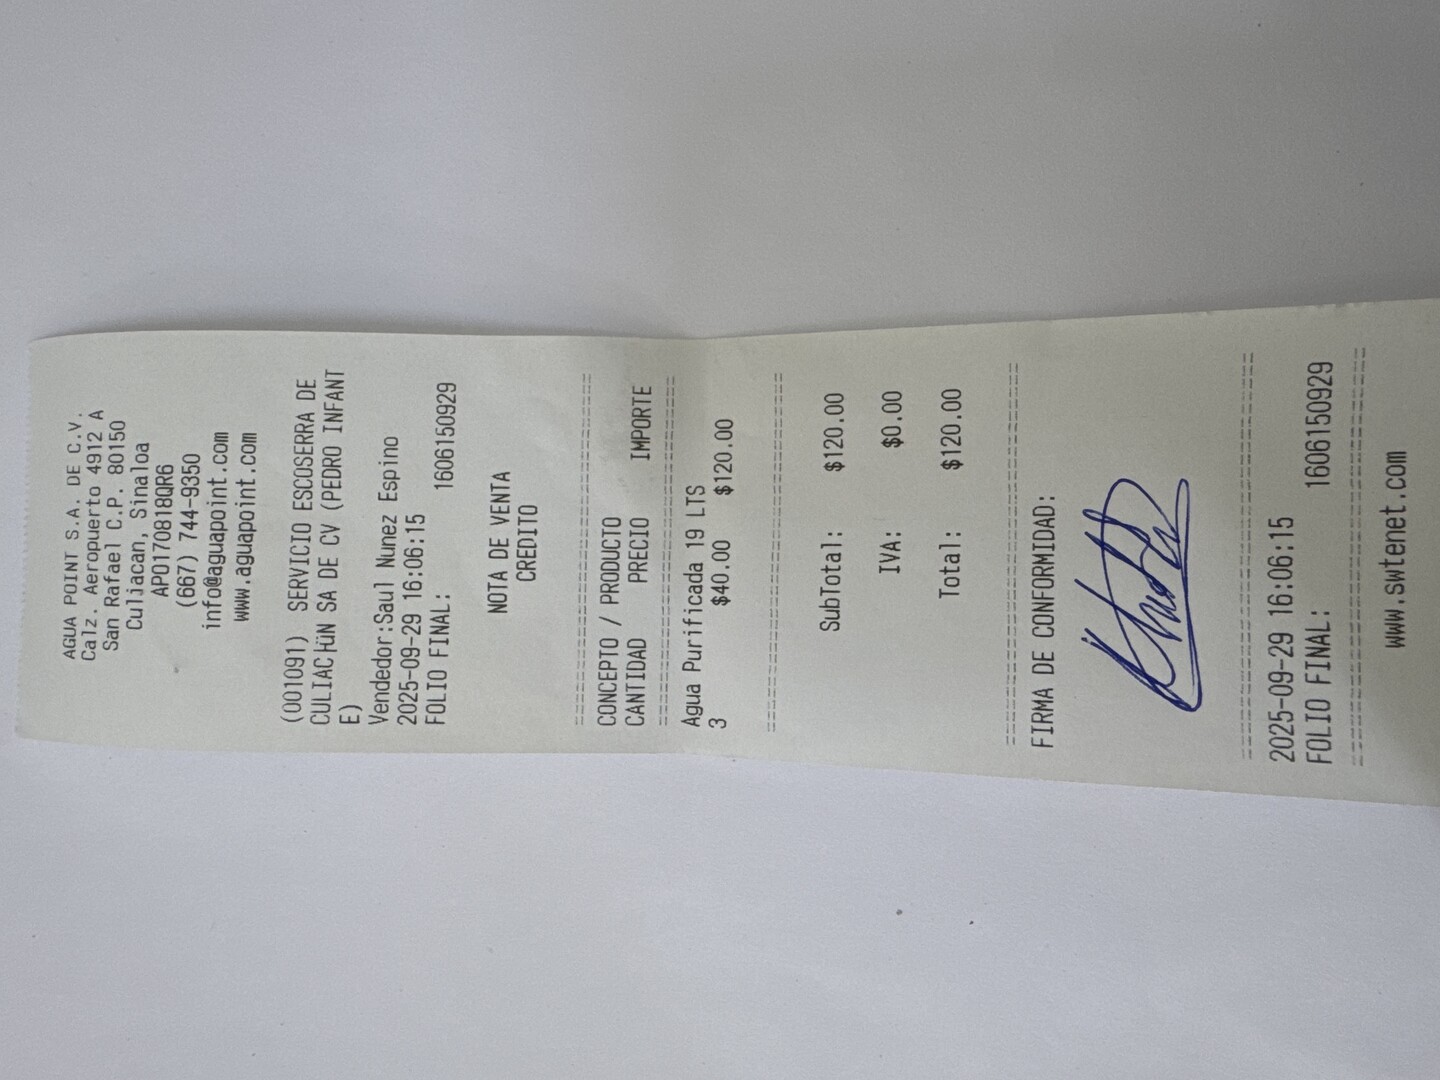 AGUA POINT S.A. DE C.V.
Calz. Aeropuerto 4912 A
San Rafael C.P. 80150
Culiacan, Sinaloa
APO170818QR6
(667) 744-9350
info@aguapoint.com
www.aguapoint.com
(001091) SERVICIO ESCOSERRA DE
CULIAC├üN SA DE CV (PEDRO INFANT
E)
Vendedor:Saul Nunez Espino
2025-09-29 16:06:15
FOLIO FINAL: 1606150929
NOTA DE VENTA
CREDITO
==============================
CONCEPTO / PRODUCTO
CANTIDAD PRECIO IMPORTE
==============================
Agua Purificada 19 LTS
3 $40.00 $120.00
==============================
SubTotal: $120.00
IVA: $0.00
Total: $120.00
==============================
FIRMA DE CONFORMIDAD:
==============================
2025-09-29 16:06:15
FOLIO FINAL: 1606150929
==============================
www.swtenet.com